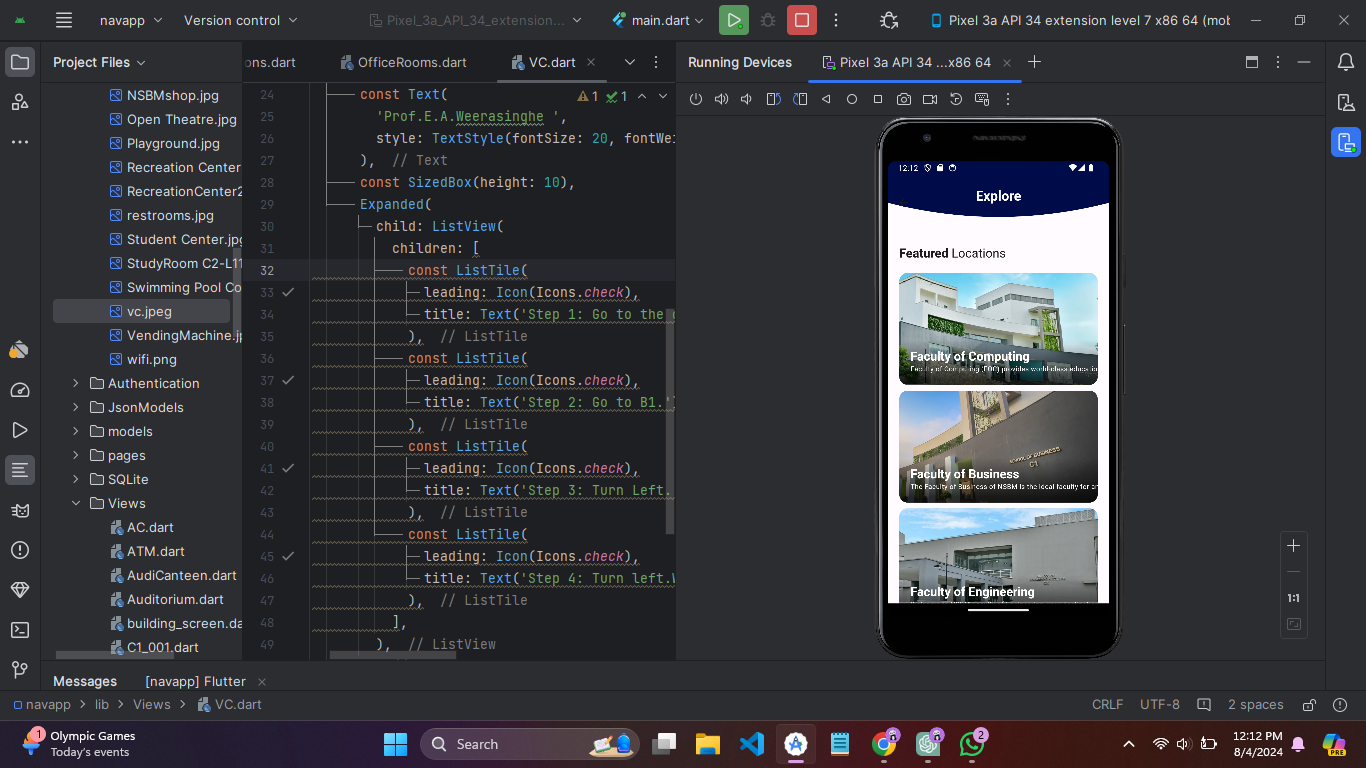 navapp
Version control
Pixel_3a_API_34_extension...
main.dart
Pixel 3a API 34 extension level 7 x86 64 (mob
Project Files
ons.dart
OfficeRooms.dart
VC.dart
Running Devices
Pixel 3a API 34 ...x86 64
NSBMshop.jpg
Open Theatre.jpg
Playground.jpg
Recreation Center
RecreationCenter2
restrooms.jpg
Student Center.jpg
StudyRoom C2-L11
Swimming Pool Co
vc.jpeg
VendingMachine.jp
wifi.png
Authentication
JsonModels
models
pages
SQLite
Views
AC.dart
ATM.dart
AudiCanteen.dart
Auditorium.dart
building_screen.da
C1_001.dart
1
1
24 const Text(
25 'Prof.E.A.Weerasinghe ',
26 style: TextStyle(fontSize: 20, fontWei
27 ), // Text
28 const SizedBox(height: 10),
29 Expanded(
30 child: ListView(
31 children: [
32 const ListTile(
33 leading: Icon(Icons.check),
34 title: Text('Step 1: Go to the
35 ), // ListTile
36 const ListTile(
37 leading: Icon(Icons.check),
38 title: Text('Step 2: Go to B1.')
39 ), // ListTile
40 const ListTile(
41 leading: Icon(Icons.check),
42 title: Text('Step 3: Turn Left.
43 ), // ListTile
44 const ListTile(
45 leading: Icon(Icons.check),
46 title: Text('Step 4: Turn left.W
47 ), // ListTile
48 ],
49 ), // ListView
12:12
Explore
Featured Locations
Faculty of Computing
Faculty of Computing (FOC) provides world-class education
SCHOOL OF BUSINESS
C1
Faculty of Business
The Faculty of Business of NSBM is the local faculty for an
Faculty of Engineering
1:1
Messages
[navapp] Flutter
navapp
lib
Views
VC.dart
CRLF
UTF-8
2 spaces
1
Olympic Games
Today's events
Search
2
PRE
12:12 PM
8/4/2024